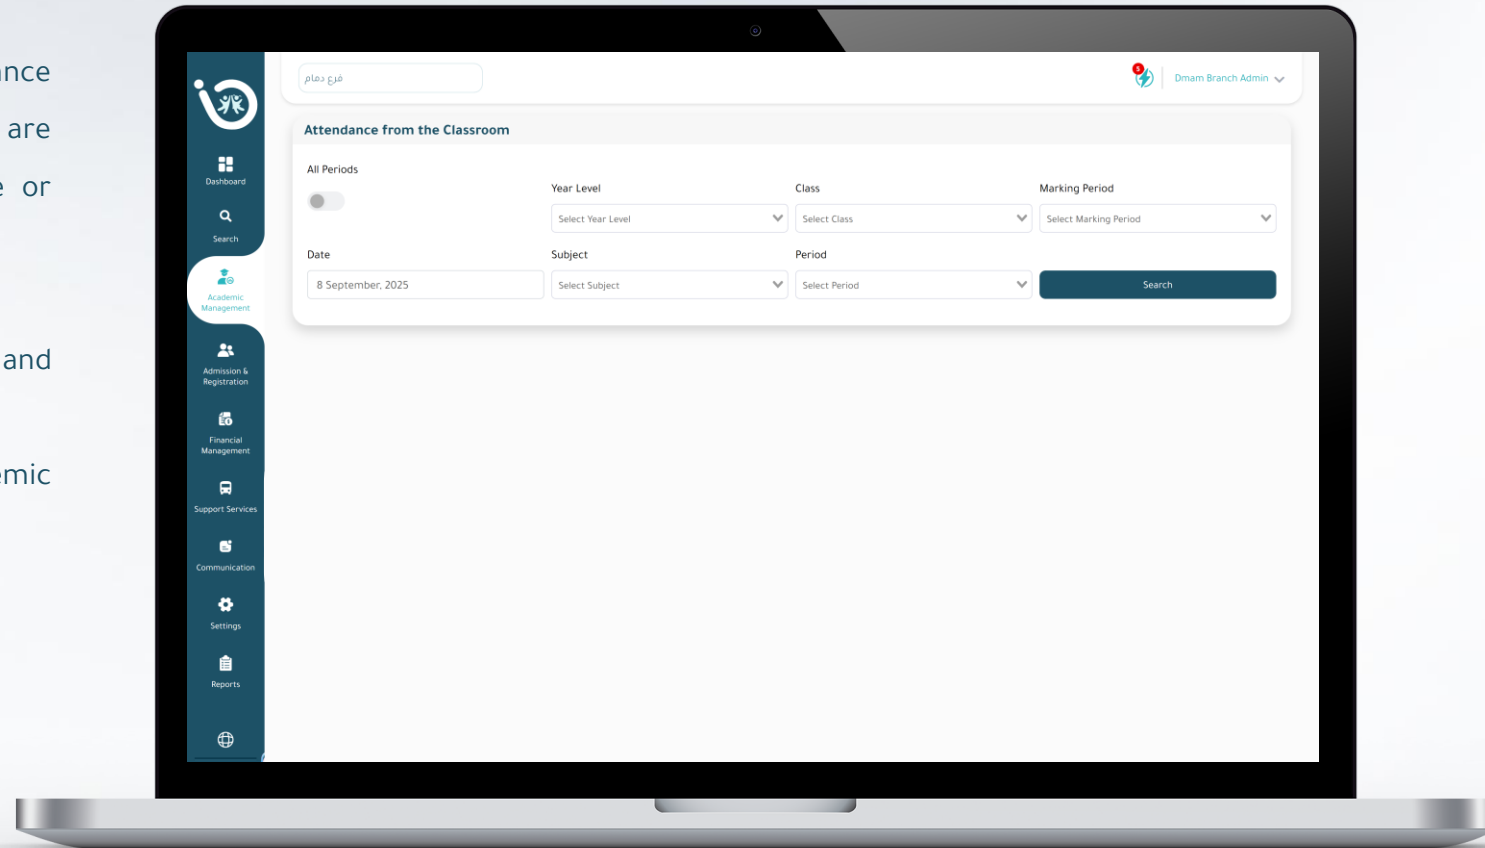 are
or
and
فرع دمام
5
Dmam Branch Admin
Dashboard
Search
Academic
Management
Admission &
Registration
Financial
Management
Support Services
Communication
Settings
Reports
Attendance from the Classroom
All Periods
Year Level
Class
Marking Period
Select Year Level
Select Class
Select Marking Period
Date
Subject
Period
8 September, 2025
Select Subject
Select Period
Search